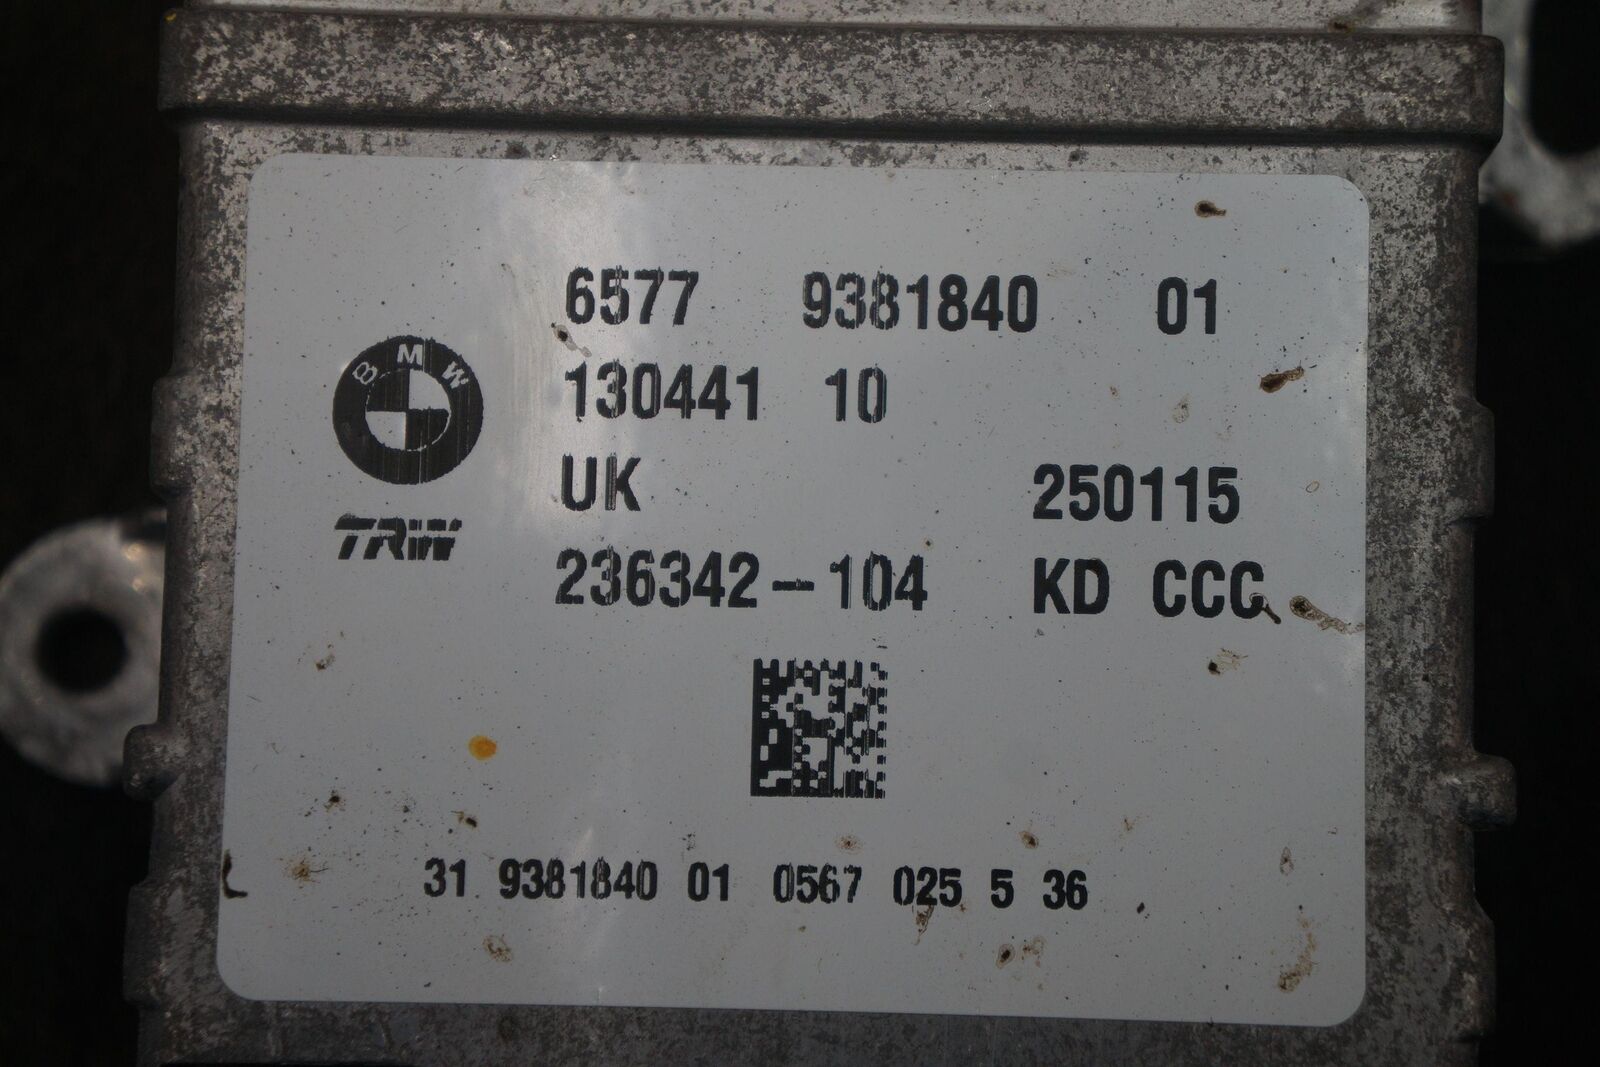 6577 9381840 01
BMW
130441 10
UK 250115
TRW
236342-104 KD CCC
31 9381840 01 0567 025 5 36